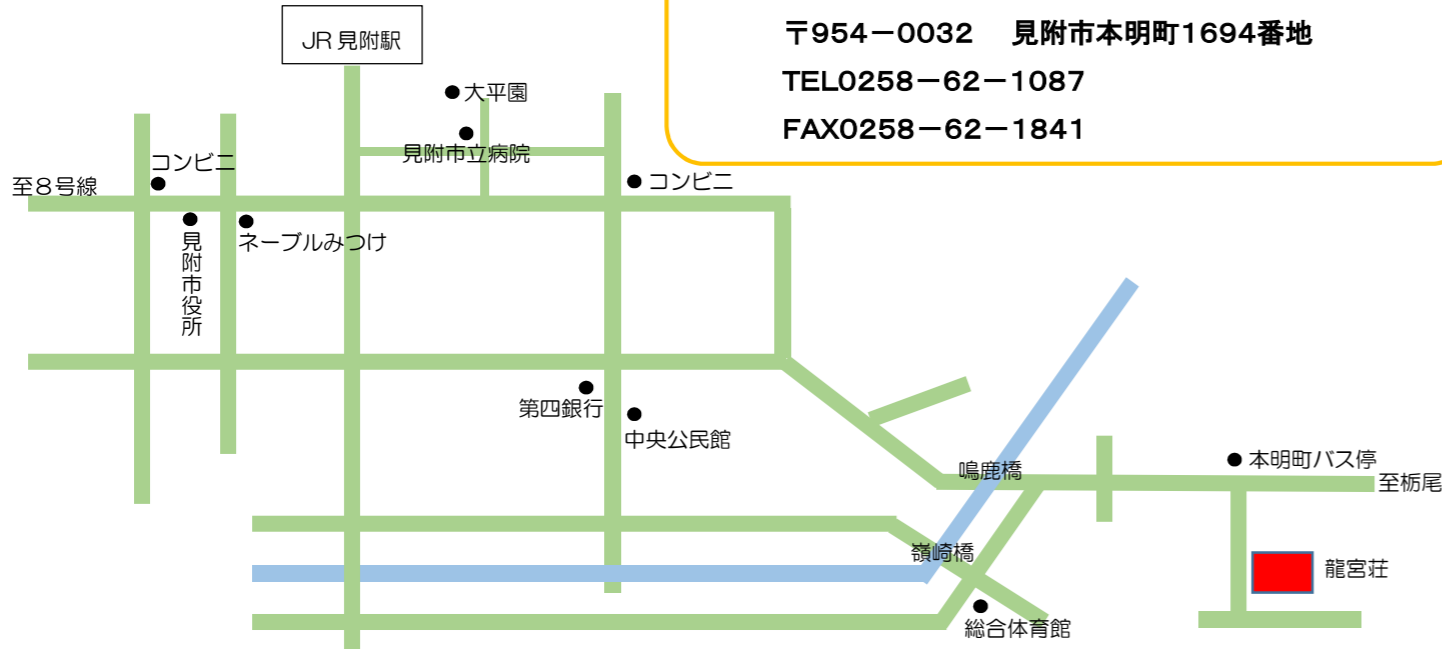 〒954－0032　見附市本明町1694番地
TEL0258－62－1087
FAX0258－62－1841
JR 見附駅
大平園
見附市立病院
コンビニ
コンビニ
至８号線
見附市役所
ネーブルみつけ
第四銀行
中央公民館
鳴鹿橋
本明町バス停
至栃尾
嶺崎橋
龍宮荘
総合体育館